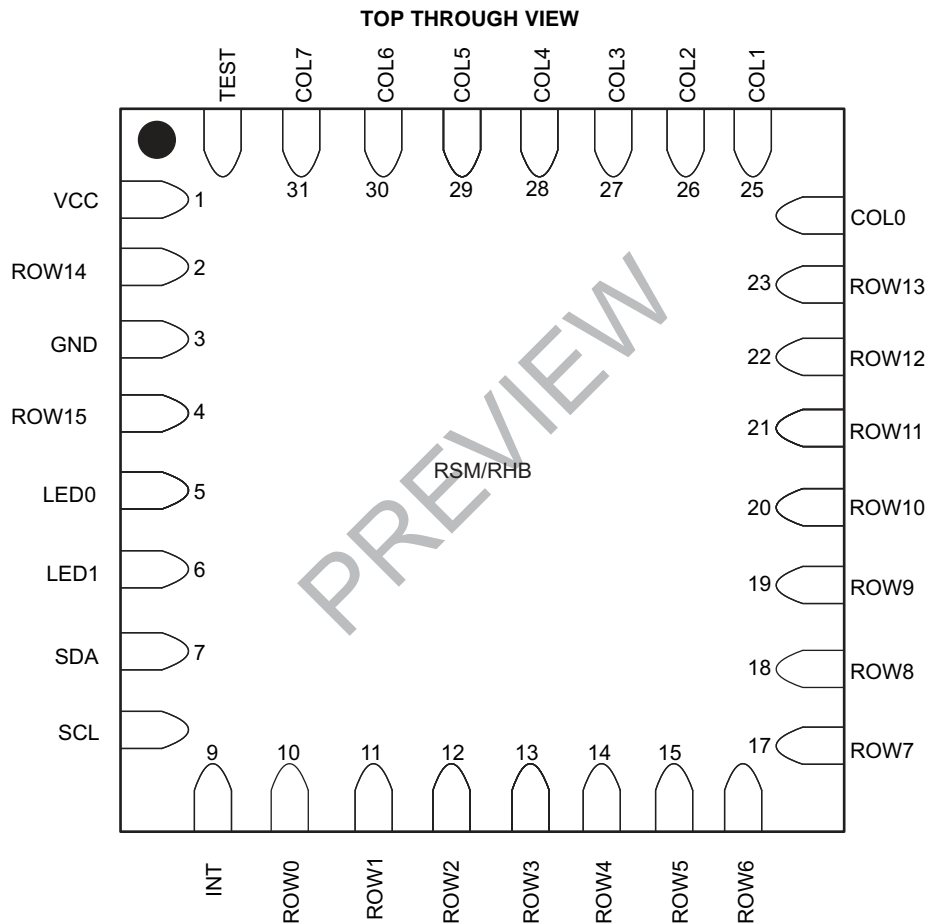 TOP THROUGH VIEW
TEST
COL7
COL6
COL5
COL4
COL3
COL2
COL1
31
30
29
28
27
26
25
VCC
1
COL0
ROW14
2
23
ROW13
GND
3
22
ROW12
ROW15
4
21
ROW11
RSM/RHB
PREVIEW
LED0
5
20
ROW10
LED1
6
19
ROW9
SDA
7
18
ROW8
SCL
17
ROW7
9
10
11
12
13
14
15
INT
ROW0
ROW1
ROW2
ROW3
ROW4
ROW5
ROW6